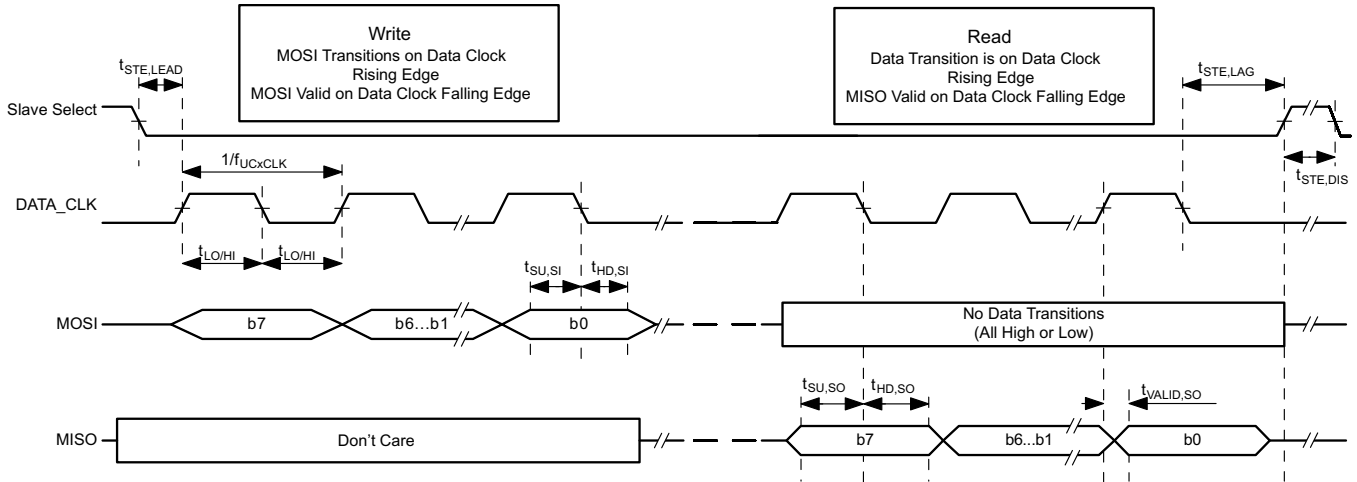 Write
MOSI Transitions on Data Clock
Rising Edge
MOSI Valid on Data Clock Falling Edge
Read
Data Transition is on Data Clock
Rising Edge
MISO Valid on Data Clock Falling Edge
tSTE,LEAD
tSTE,LAG
Slave Select
1/fUCxCLK
tSTE,DIS
DATA_CLK
tLO/HI
tLO/HI
tSU,SI
tHD,SI
MOSI
b7
b6...b1
b0
No Data Transitions
(All High or Low)
tSU,SO
tHD,SO
tVALID,SO
MISO
Don't Care
b7
b6...b1
b0